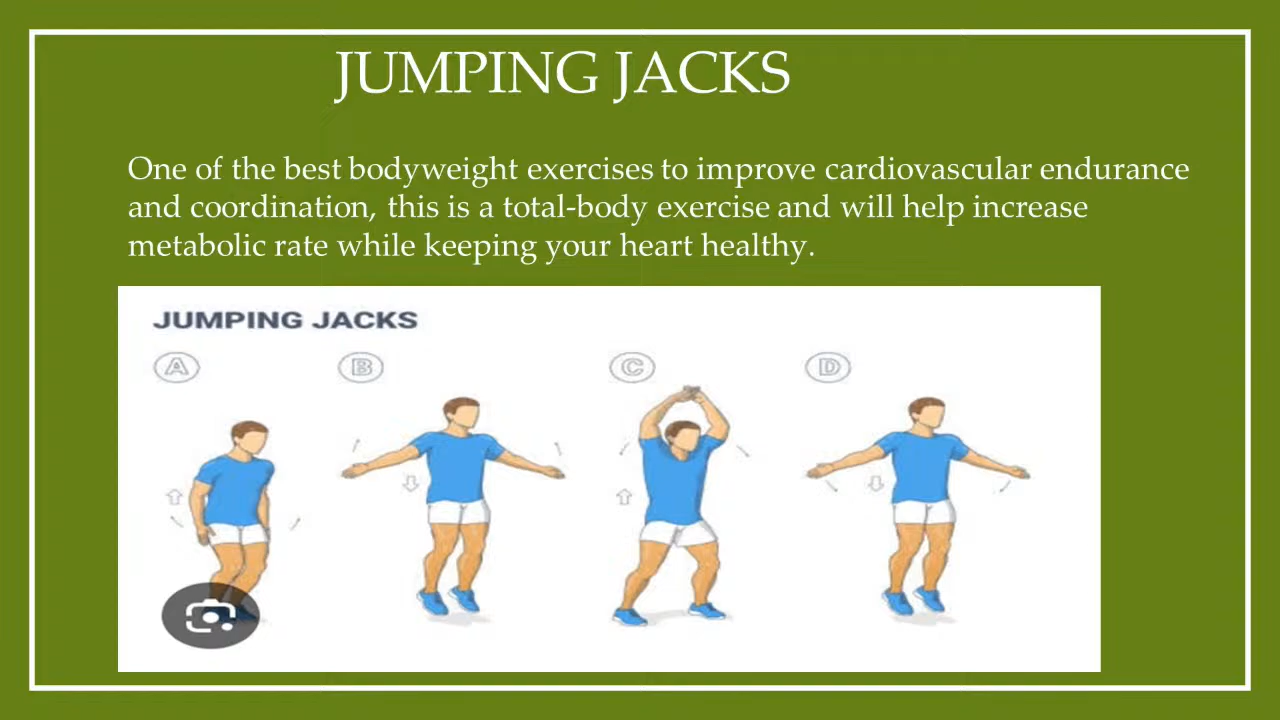 JUMPING JACKS
One of the best bodyweight exercises to improve cardiovascular endurance
and coordination, this is a total-body exercise and will help increase
metabolic rate while keeping your heart healthy.
JUMPING JACKS
A B C D